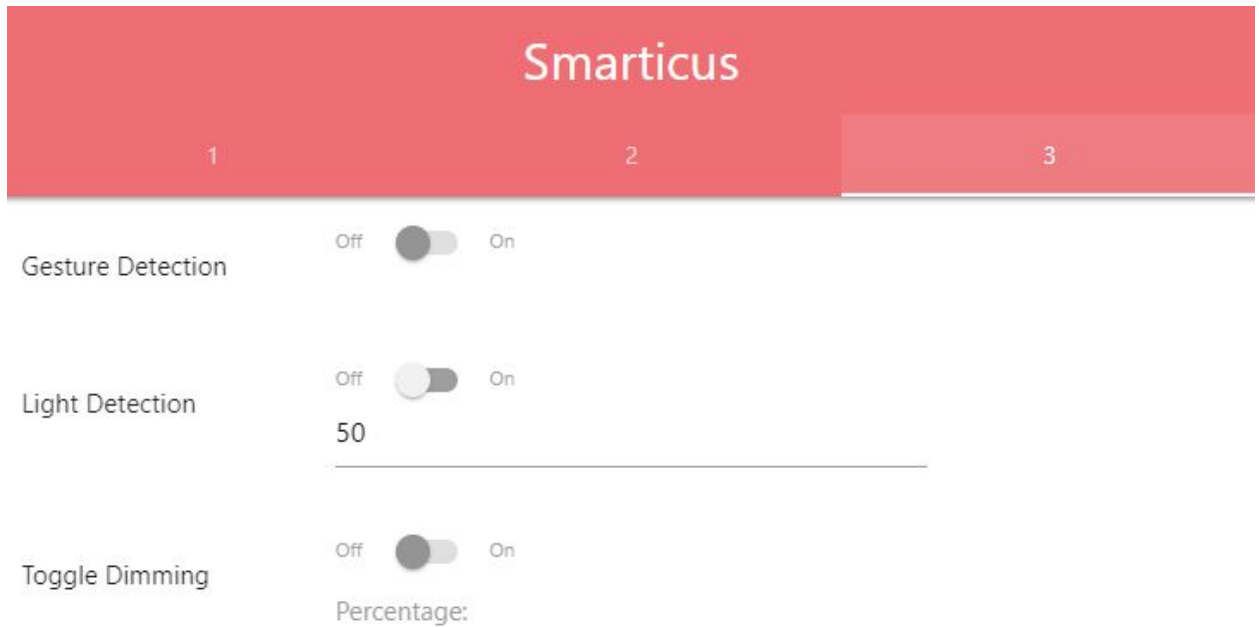 Smarticus
1 2 3
Off On
Gesture Detection
Off On
Light Detection
50
Off On
Toggle Dimming
Percentage: